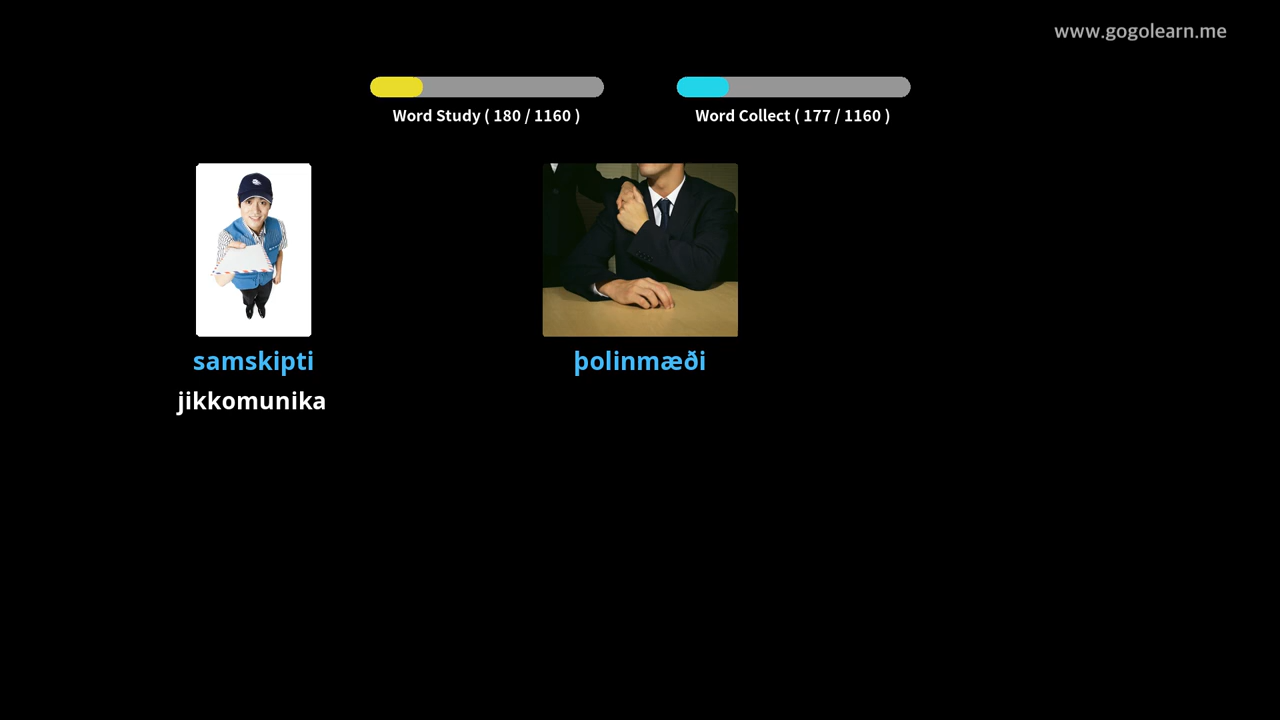 www.gogolearn.me
Word Study ( 180 / 1160 )
Word Collect ( 177 / 1160 )
samskipti
þolinmæði
jikkomunika